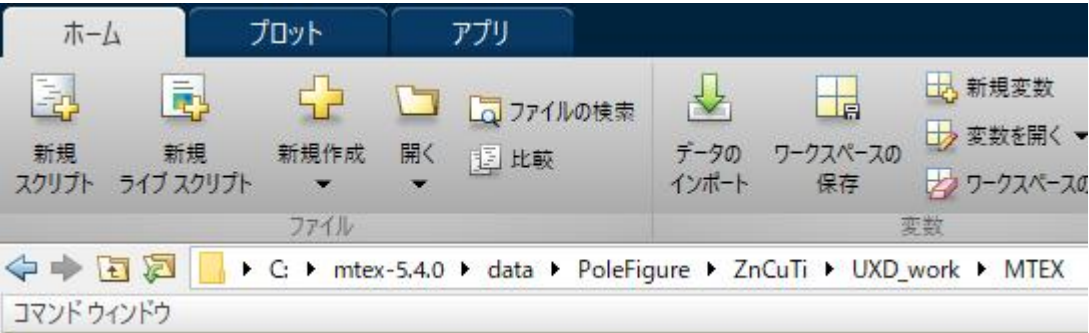 ホーム プロット アプリ
新規 スクリプト 新規 ライブ スクリプト 新規作成 開く ファイルの検索 比較 データの インポート ワークスペースの 保存 新規変数 変数を開く ワークスペースの
ファイル 変数
C: mtex-5.4.0 data PoleFigure ZnCuTi UXD_work MTEX
コマンド ウィンドウ